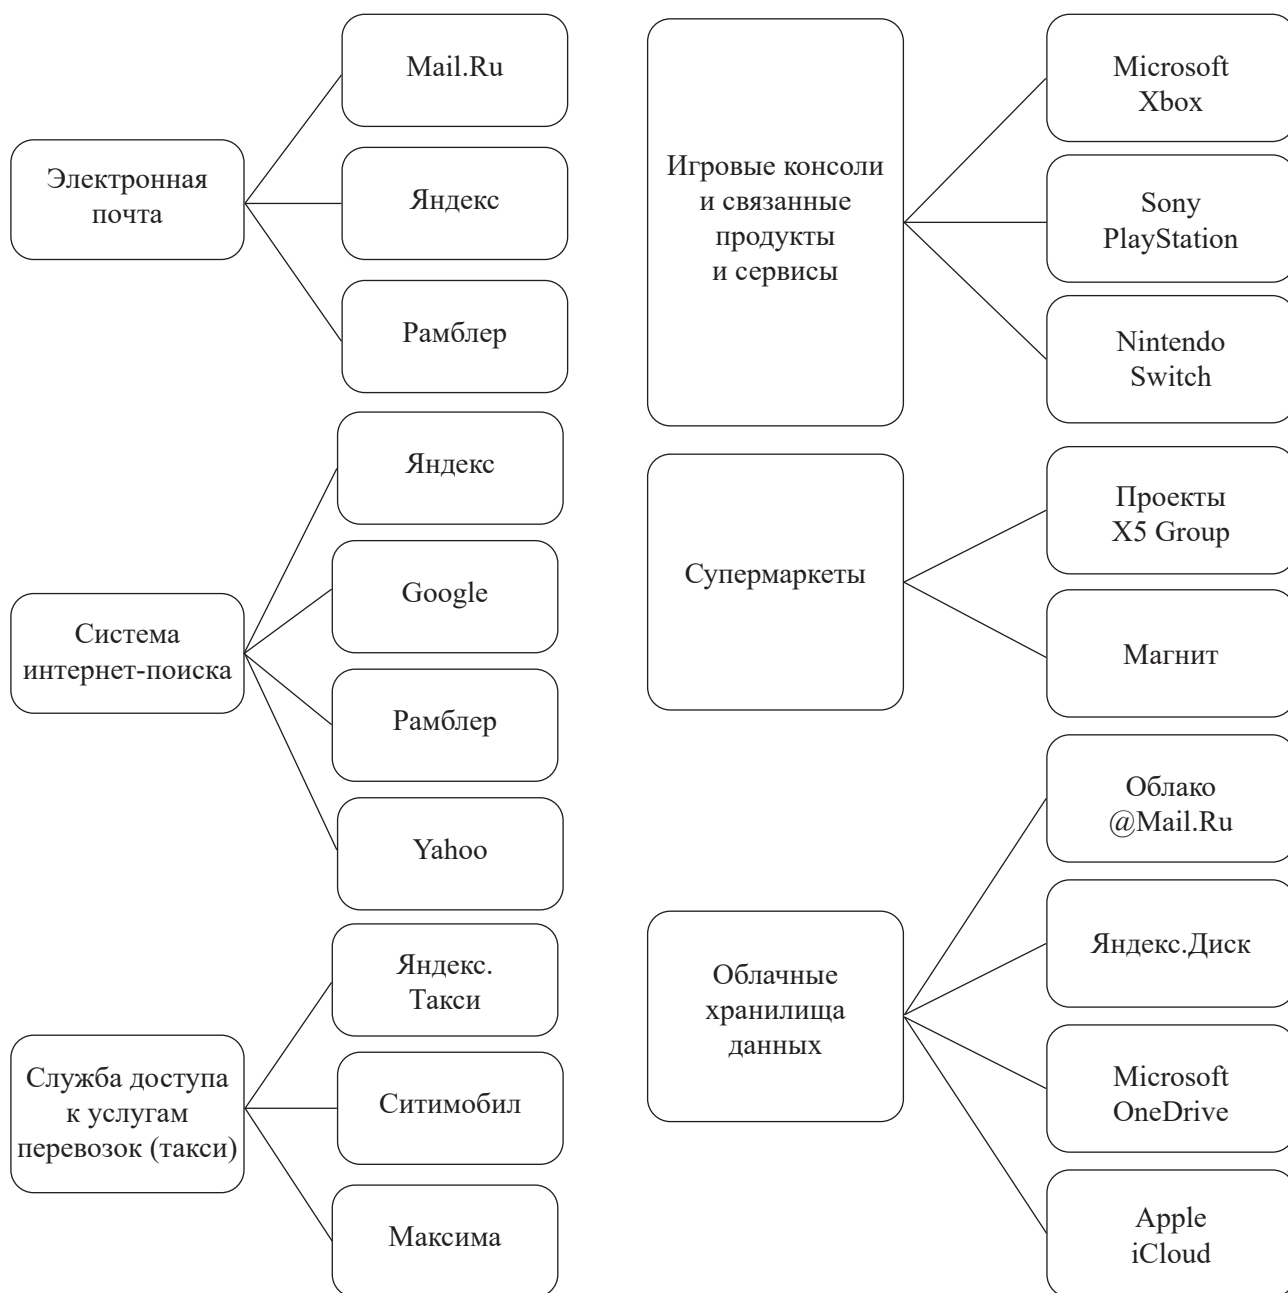 Электронная
почта
Mail.Ru
Яндекс
Рамблер
Система
интернет-поиска
Яндекс
Google
Рамблер
Yahoo
Служба доступа
к услугам
перевозок (такси)
Яндекс.
Такси
Ситимобил
Максима
Игровые консоли
и связанные
продукты
и сервисы
Microsoft
Xbox
Sony
PlayStation
Nintendo
Switch
Супермаркеты
Проекты
X5 Group
Магнит
Облачные
хранилища
данных
Облако
@Mail.Ru
Яндекс.Диск
Microsoft
OneDrive
Apple
iCloud